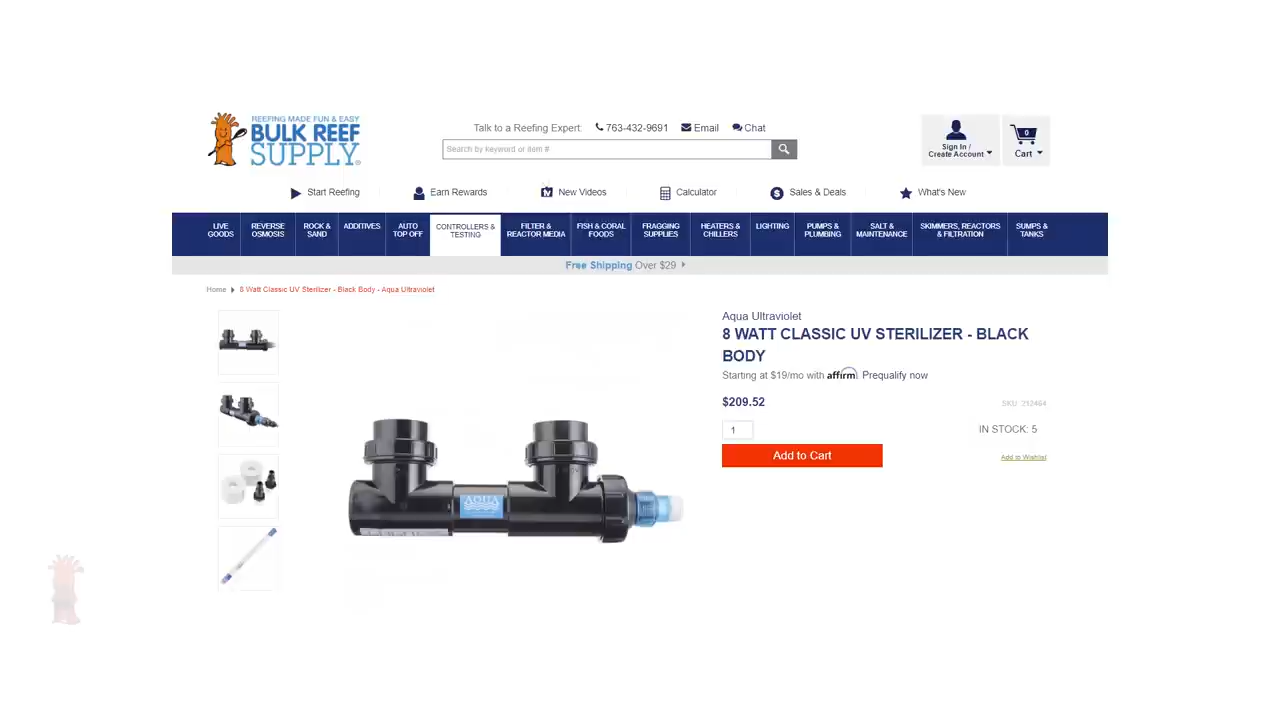 REEFING MADE FUN & EASY
BULK REEF
SUPPLY®
Talk to a Reefing Expert: 763-432-9691 Email Chat
Search by keyword or item #
Sign In /
Create Account
0
Cart
Start Reefing Earn Rewards New Videos Calculator Sales & Deals What's New
LIVE
GOODS
REVERSE
OSMOSIS
ROCK &
SAND
ADDITIVES
AUTO
TOP OFF
CONTROLLERS &
TESTING
FILTER &
REACTOR MEDIA
FISH & CORAL
FOODS
FRAGGING
SUPPLIES
HEATERS &
CHILLERS
LIGHTING
PUMPS &
PLUMBING
SALT &
MAINTENANCE
SKIMMERS, REACTORS
& FILTRATION
SUMPS &
TANKS
Free Shipping Over $29
Home 8 Watt Classic UV Sterilizer - Black Body - Aqua Ultraviolet
Aqua Ultraviolet
8 WATT CLASSIC UV STERILIZER - BLACK
BODY
Starting at $19/mo with affirm. Prequalify now
$209.52
SKU 212464
1
IN STOCK: 5
Add to Cart
Add to Wishlist
AQUA